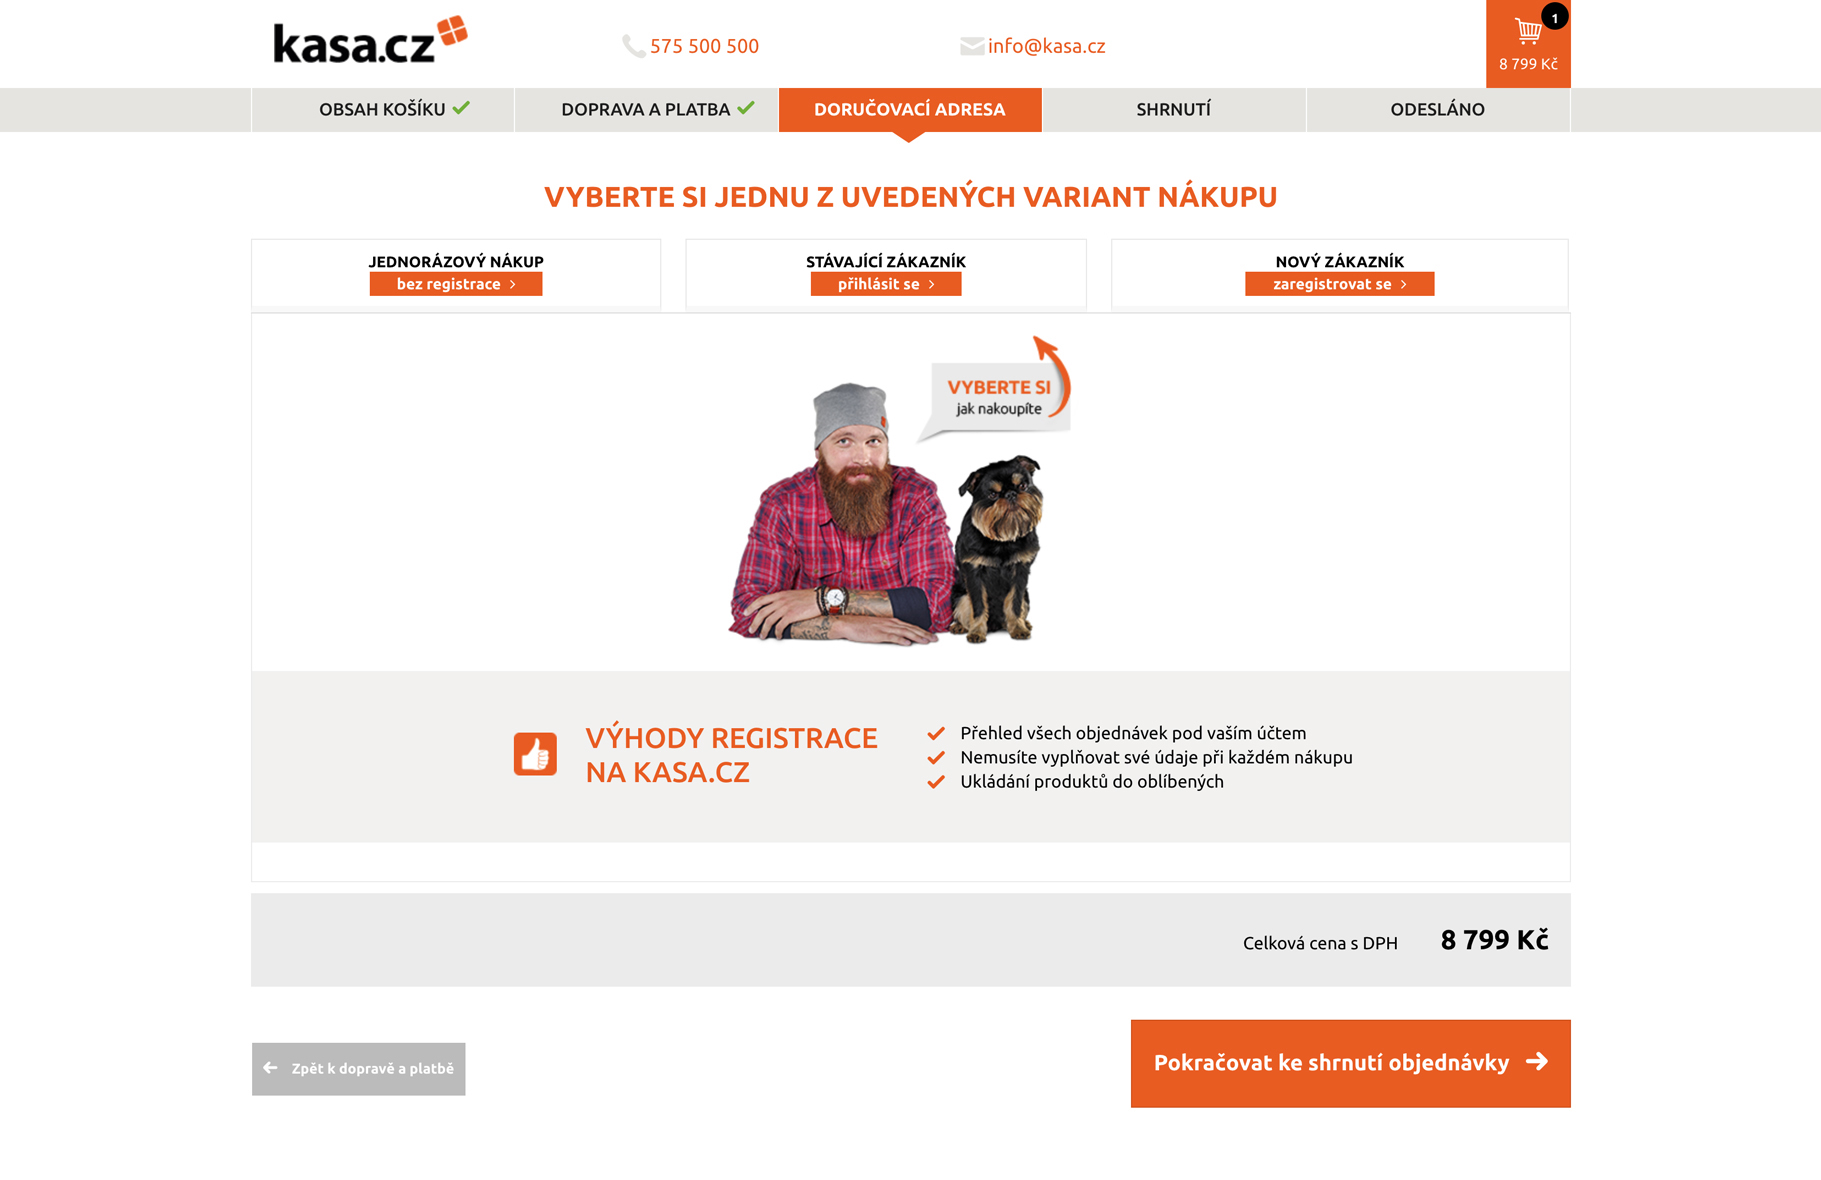 kasa.cz
575 500 500
info@kasa.cz
1
8 799 Kč
OBSAH KOŠÍKU
DOPRAVA A PLATBA
DORUČOVACÍ ADRESA
SHRNUTÍ
ODESLÁNO
VYBERTE SI JEDNU Z UVEDENÝCH VARIANT NÁKUPU
JEDNORÁZOVÝ NÁKUP
bez registrace
STÁVAJÍCÍ ZÁKAZNÍK
přihlásit se
NOVÝ ZÁKAZNÍK
zaregistrovat se
VYBERTE SI
jak nakoupíte
VÝHODY REGISTRACE
NA KASA.CZ
Přehled všech objednávek pod vaším účtem
Nemusíte vyplňovat své údaje při každém nákupu
Ukládání produktů do oblíbených
Celková cena s DPH
8 799 Kč
Zpět k dopravě a platbě
Pokračovat ke shrnutí objednávky